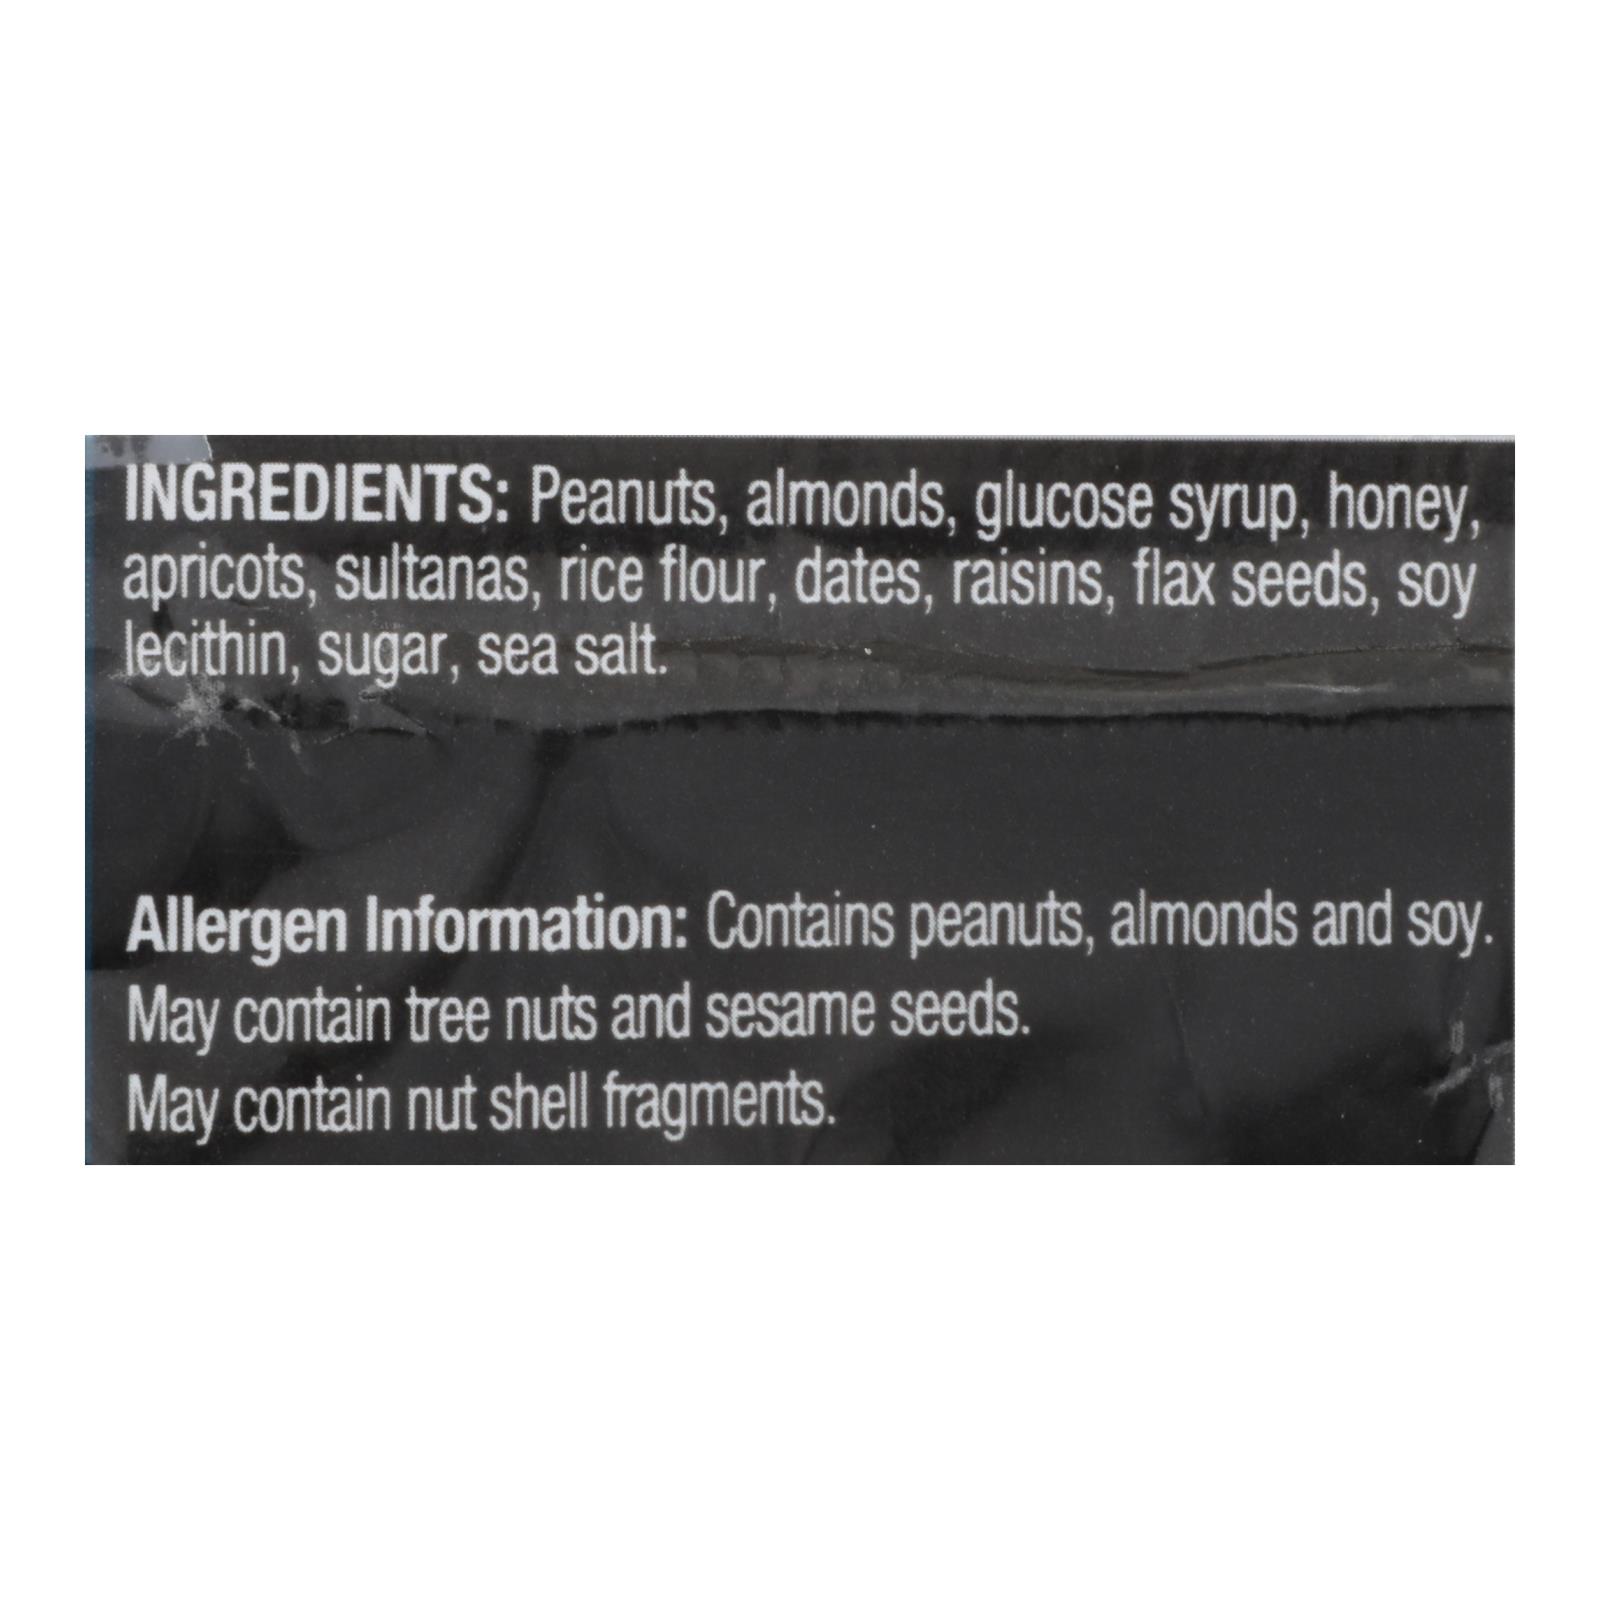 INGREDIENTS: Peanuts, almonds, glucose syrup, honey,
apricots, sultanas, rice flour, dates, raisins, flax seeds, soy
lecithin, sugar, sea salt.
Allergen Information: Contains peanuts, almonds and soy.
May contain tree nuts and sesame seeds.
May contain nut shell fragments.